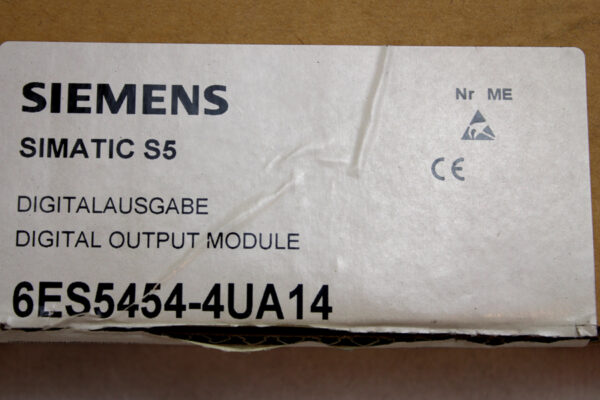 SIEMENS
Nr ME
SIMATIC S5
CE
DIGITALAUSGABE
DIGITAL OUTPUT MODULE
6ES5454-4UA14